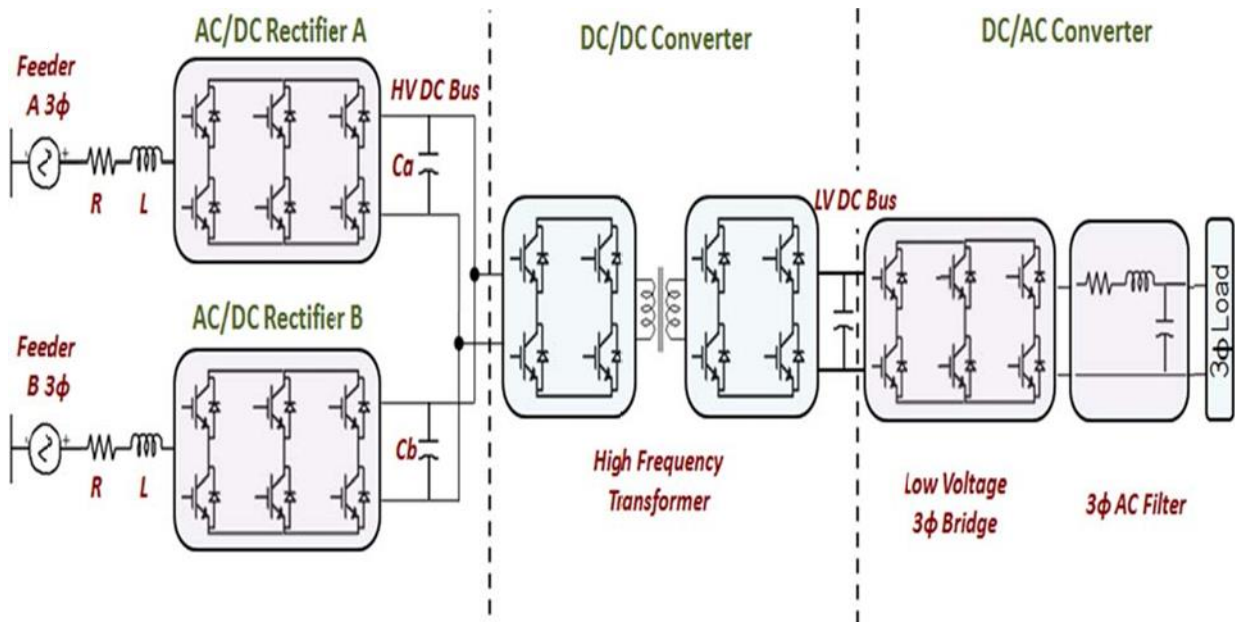 AC/DC Rectifier A
DC/DC Converter
DC/AC Converter
Feeder
A 3ϕ
HV DC Bus
Ca
R
L
LV DC Bus
AC/DC Rectifier B
Feeder
B 3ϕ
Cb
R
L
High Frequency
Transformer
Low Voltage
3ϕ Bridge
3ϕ AC Filter
3ϕ Load